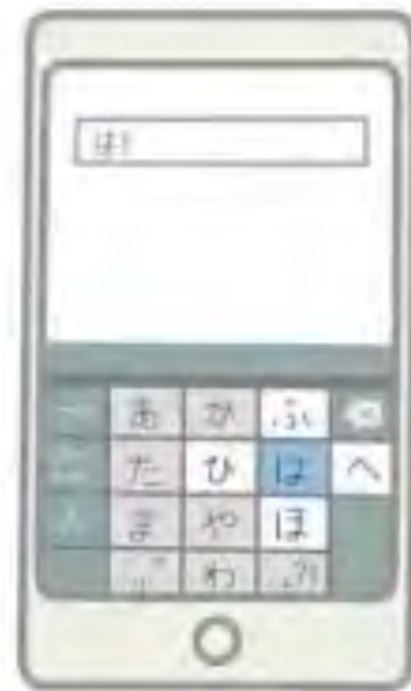 は
あ か ふ
た ひ は へ
ま や ほ
わ 、。?!